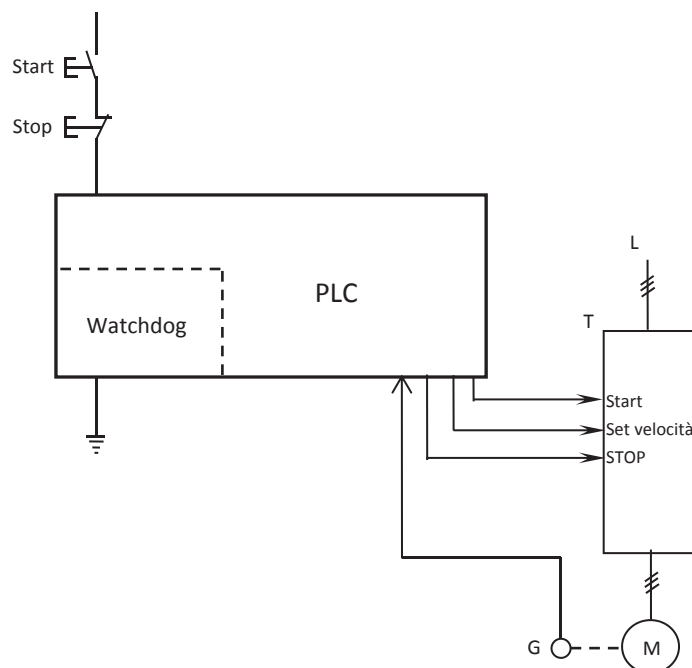 Start
Stop
PLC
Watchdog
L
T
Start
Set velocità
STOP
G
M